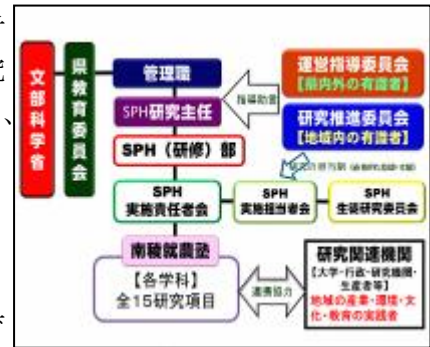 文部科学省
県教育委員会
管理職
SPH研究主任
SPH（研修）部
SPH
実施責任者会
SPH
実施担当者会
SPH
生徒研究委員会
運営指導委員会
【県内外の有識者】
指導助言
研究推進委員会
【地域内の有識者】
南稜就農塾
【各学科】
全15研究項目
連携協力
研究関連機関
【大学・行政・研究機関・
生産者等】
地域の産業・環境・文
化・教育の実践者